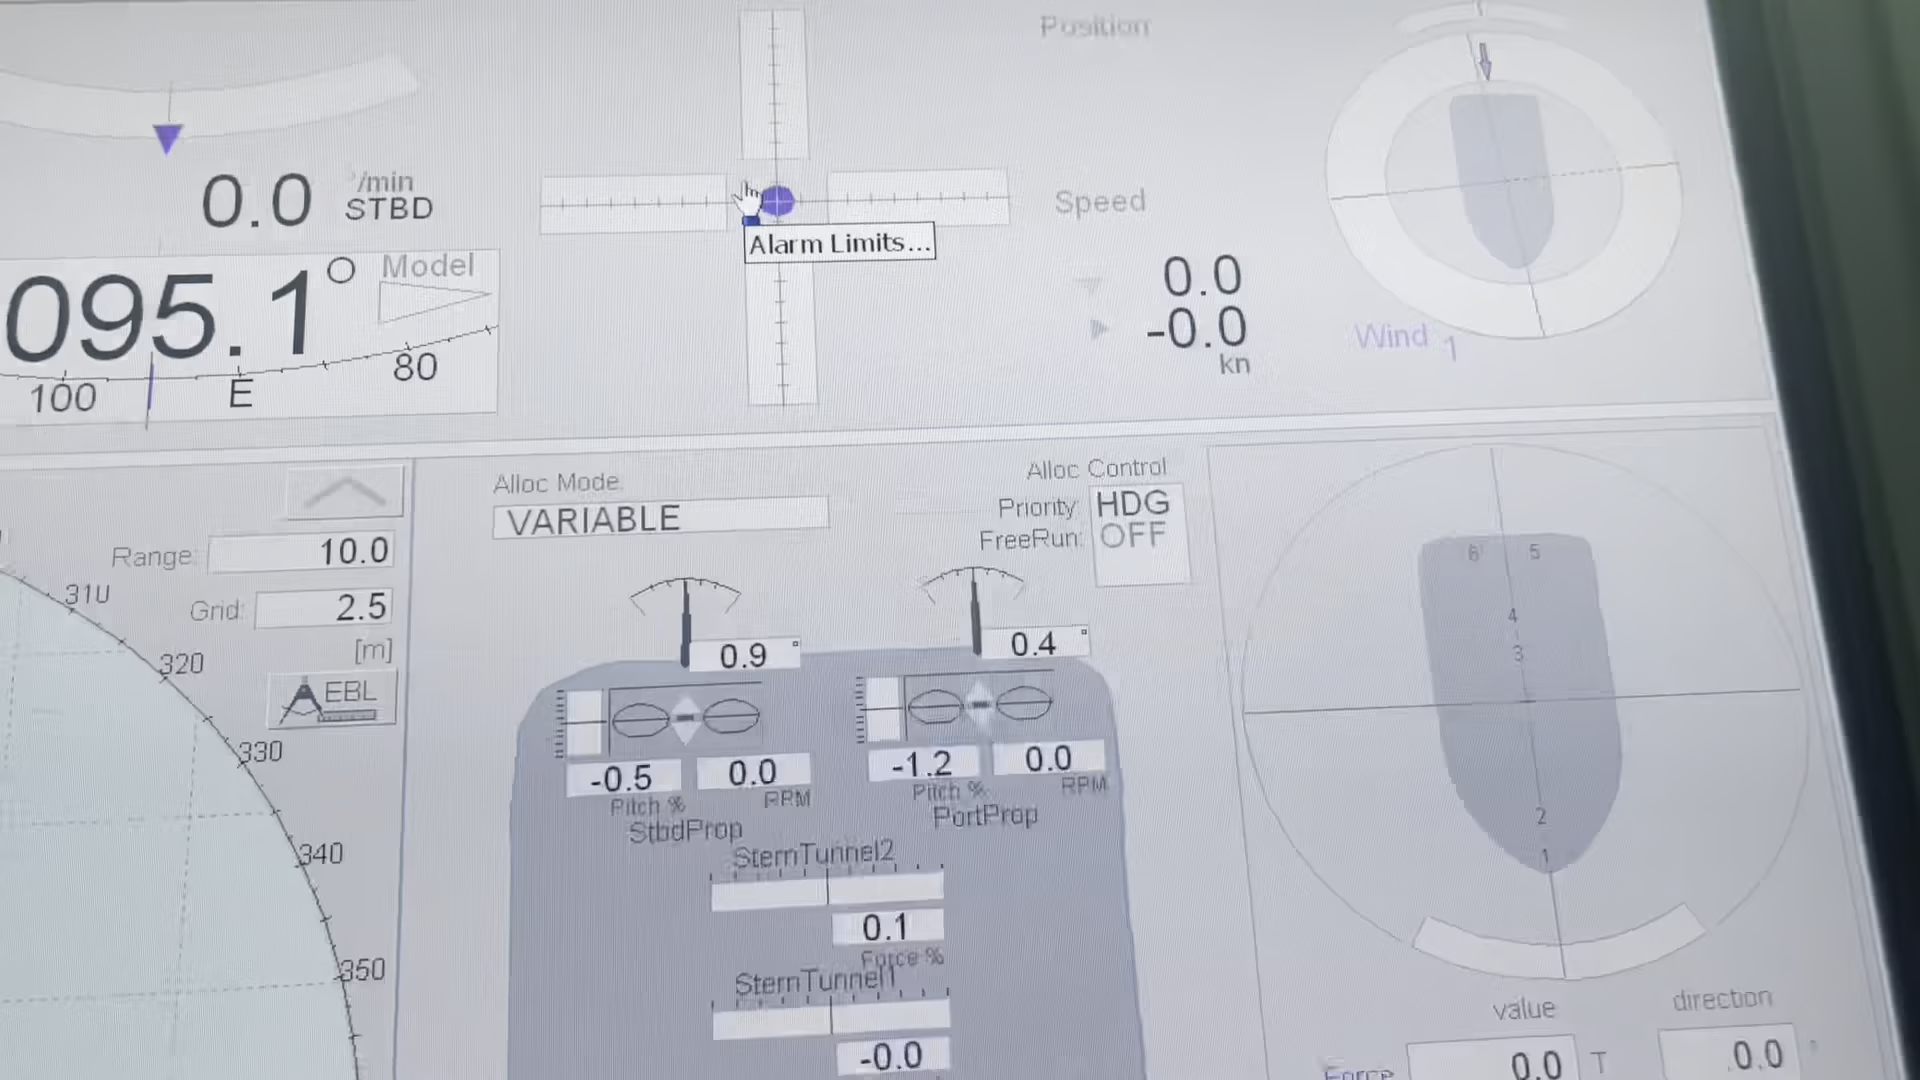 Position
0.0 °/min
STBD
Speed
Alarm Limits...
095.1° Model
0.0
-0.0
kn
Wind 1
100 E 80
Alloc Mode:
VARIABLE
Alloc Control
Priority: HDG
FreeRun: OFF
Range: 10.0
Grid: 2.5
[m]
EBL
310
320
330
340
350
0.9 °
0.4 °
-0.5 0.0
Pitch % RPM
StbdProp
-1.2 0.0
Pitch % RPM
PortProp
SternTunnel2
0.1
Force %
SternTunnel1
-0.0
6 5
4
3
2
1
value direction
Force 0.0 T 0.0 °